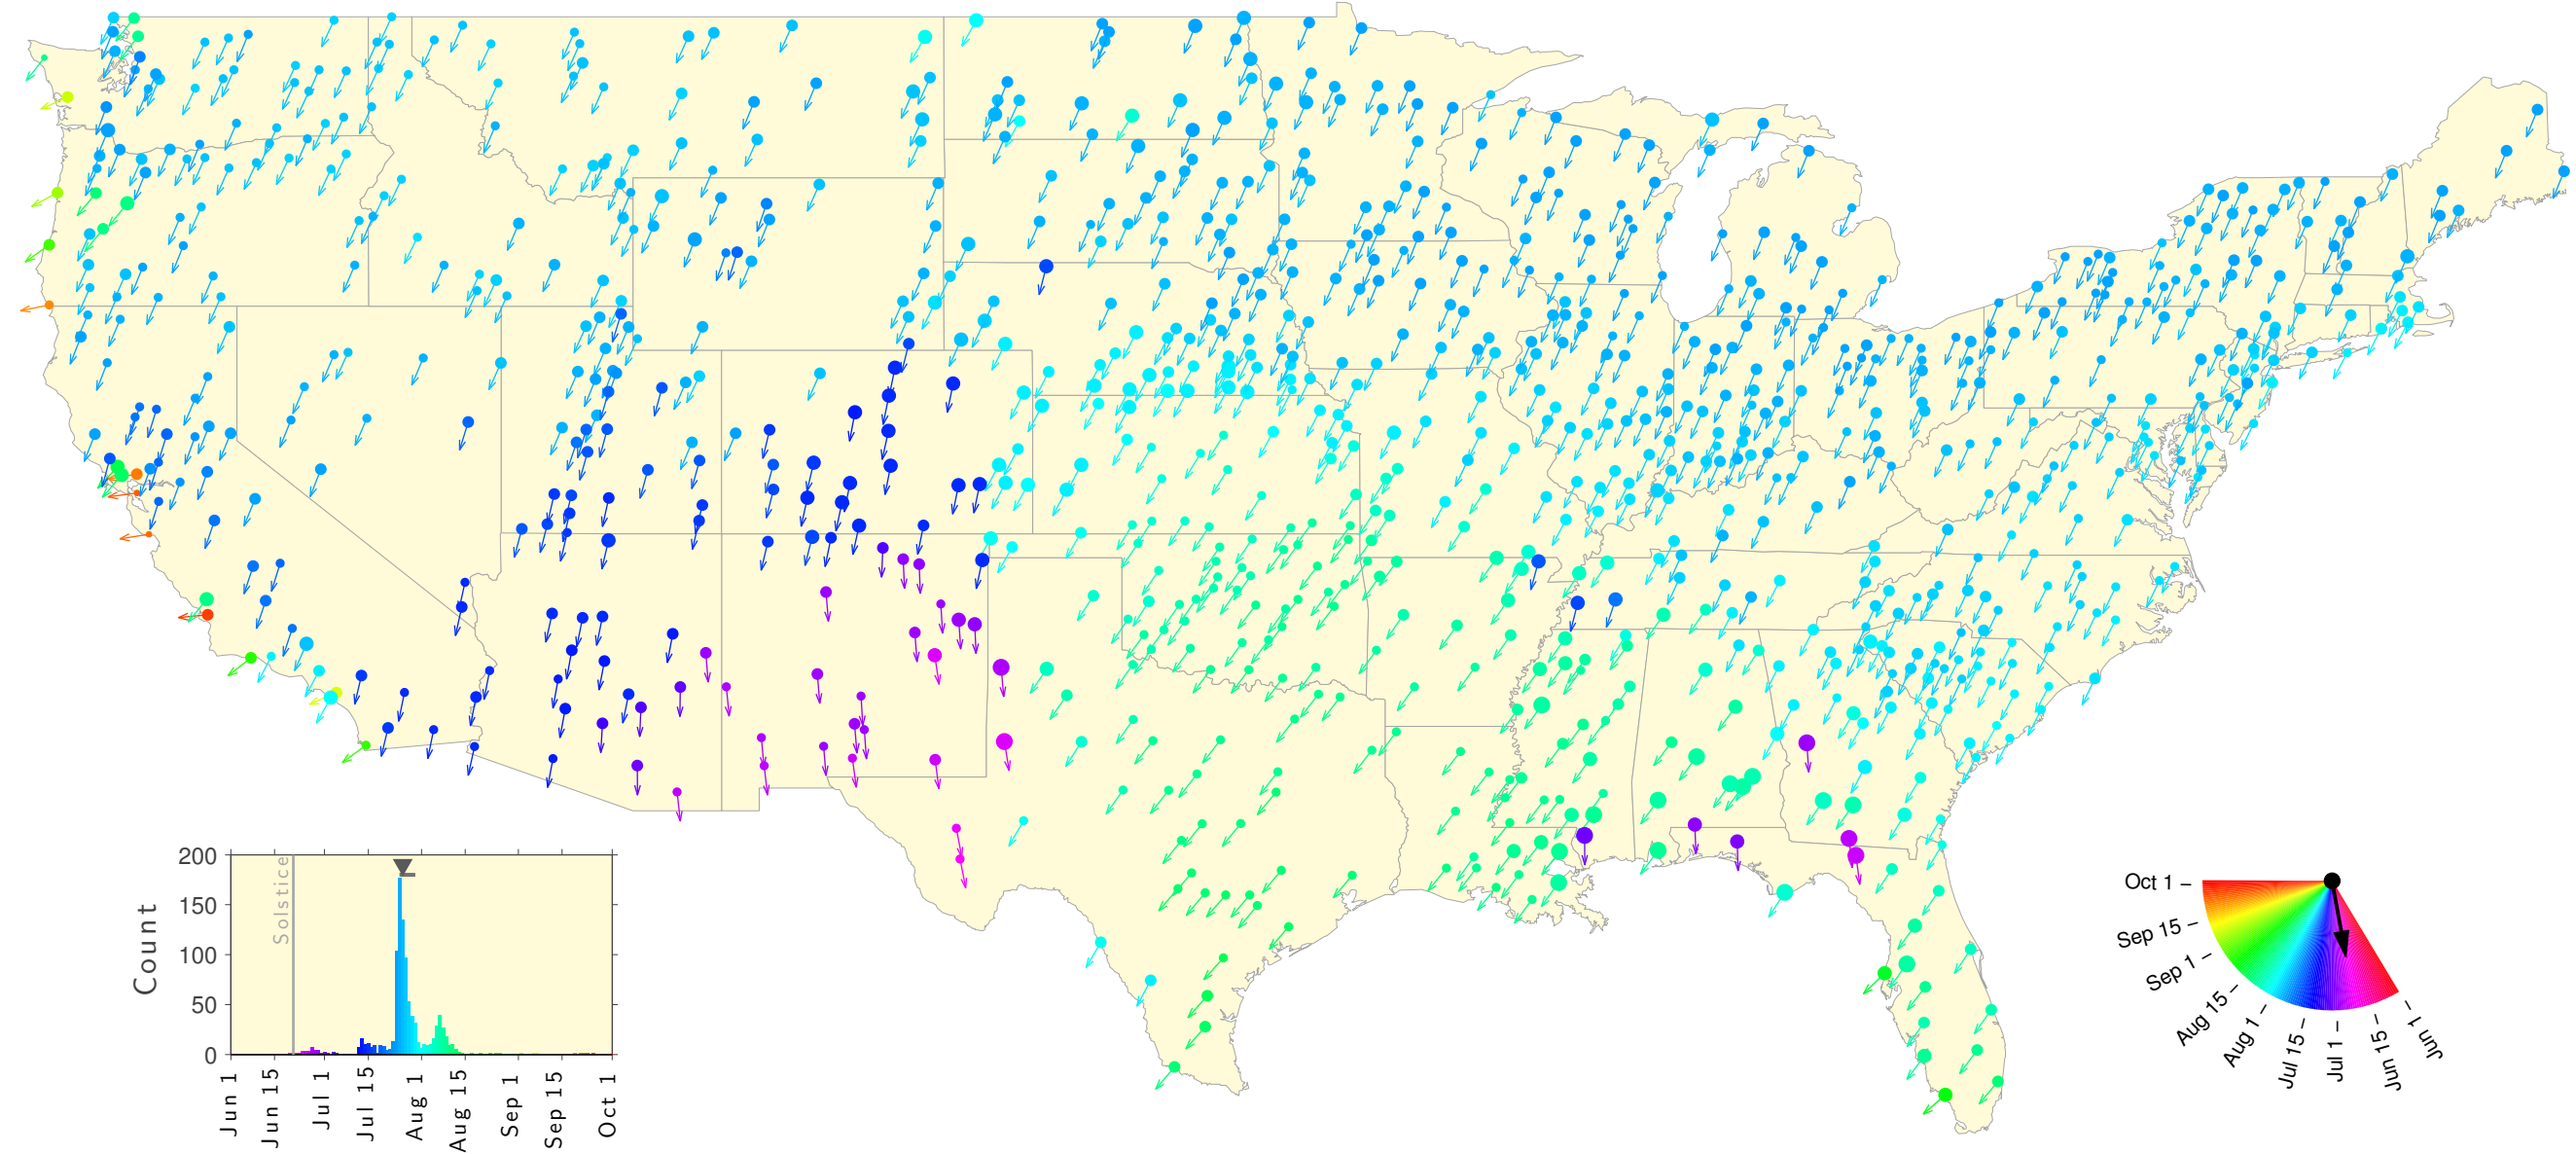 200
150
100
50
0
Count
Solstice
Jun 1
Jun 15
Jul 1
Jul 15
Aug 1
Aug 15
Sep 1
Sep 15
Oct 1
Oct 1 –
Sep 15 –
Sep 1 –
Aug 15 –
Aug 1 –
Jul 15 –
Jul 1 –
Jun 15 –
Jun 1 –